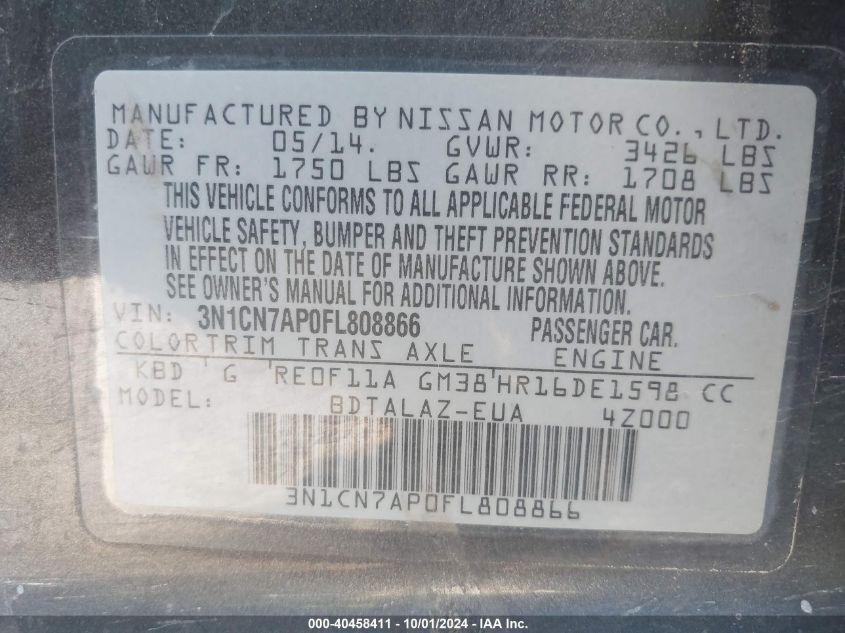 MANUFACTURED BY NISSAN MOTOR CO., LTD.
DATE: 05/14. GVWR: 3426 LBS
GAWR FR: 1750 LBS GAWR RR: 1708 LBS
THIS VEHICLE CONFORMS TO ALL APPLICABLE FEDERAL MOTOR
VEHICLE SAFETY, BUMPER AND THEFT PREVENTION STANDARDS
IN EFFECT ON THE DATE OF MANUFACTURE SHOWN ABOVE.
SEE OWNER'S MANUAL FOR ADDITIONAL INFORMATION.
VIN: 3N1CN7AP0FL808866 PASSENGER CAR.
COLORTRIM TRANS AXLE ENGINE
KBD G RE0F11A GM38 HR16DE1598 CC
MODEL: BDTALAZ-EUA 4Z000
3N1CN7AP0FL808866
000-40458411 - 10/01/2024 - IAA Inc.